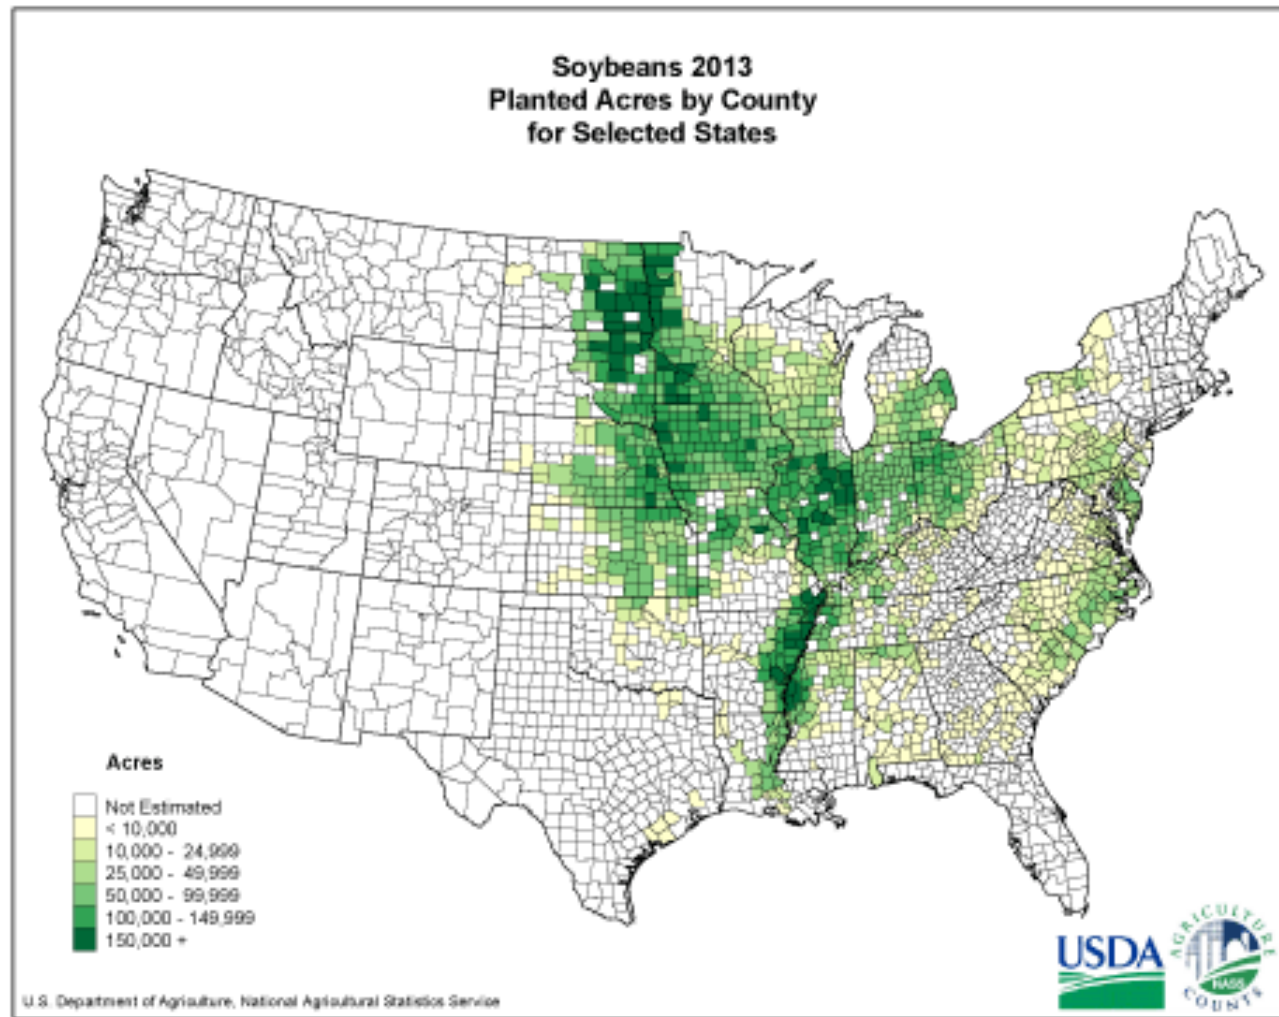 Soybeans 2013
Planted Acres by County
for Selected States
Acres
Not Estimated
< 10,000
10,000 - 24,999
25,000 - 49,999
50,000 - 99,999
100,000 - 149,999
150,000 +
U.S. Department of Agriculture, National Agricultural Statistics Service
USDA
AGRICULTURE
NASS
COUNTS